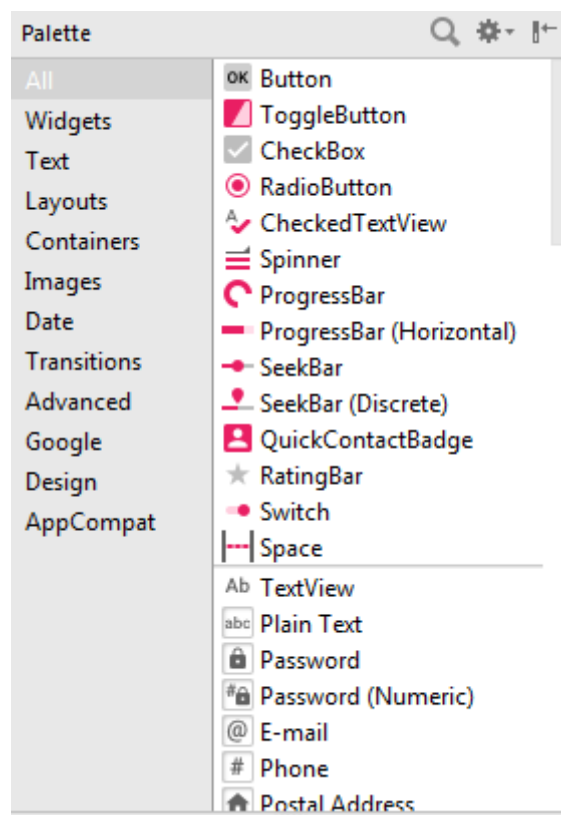 Palette
All
Widgets
Text
Layouts
Containers
Images
Date
Transitions
Advanced
Google
Design
AppCompat
OK Button
ToggleButton
CheckBox
RadioButton
A CheckedTextView
Spinner
ProgressBar
ProgressBar (Horizontal)
SeekBar
SeekBar (Discrete)
QuickContactBadge
RatingBar
Switch
Space
Ab TextView
abc Plain Text
Password
# Password (Numeric)
@ E-mail
# Phone
Postal Address